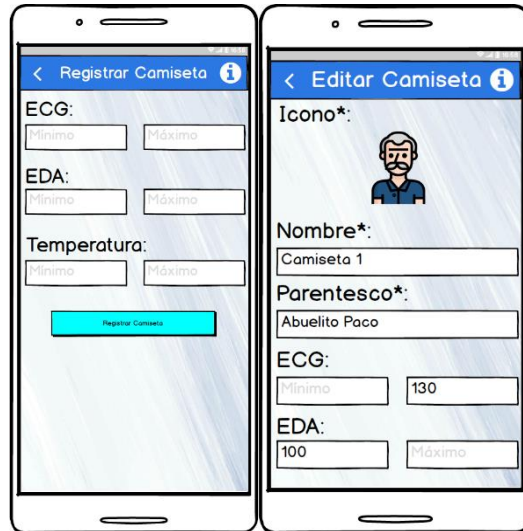 Registrar Camiseta
ECG:
Mínimo Máximo
EDA:
Mínimo Máximo
Temperatura:
Mínimo Máximo
Registrar Camiseta
Editar Camiseta
Icono*:
Nombre*:
Camiseta 1
Parentesco*:
Abuelito Paco
ECG:
Mínimo 130
EDA:
100 Máximo